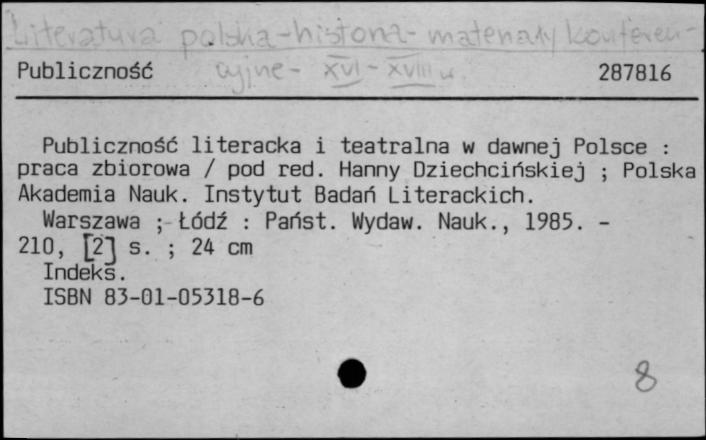 Literatura polska-historia-materiały konferen-
cyjne - XVI - XVIII w.
Publiczność 287816
Publiczność literacka i teatralna w dawnej Polsce :
praca zbiorowa / pod red. Hanny Dziechcińskiej ; Polska
Akademia Nauk. Instytut Badań Literackich.
Warszawa ; Łódź : Państ. Wydaw. Nauk., 1985. -
210, [2] s. ; 24 cm
Indeks.
ISBN 83-01-05318-6
8